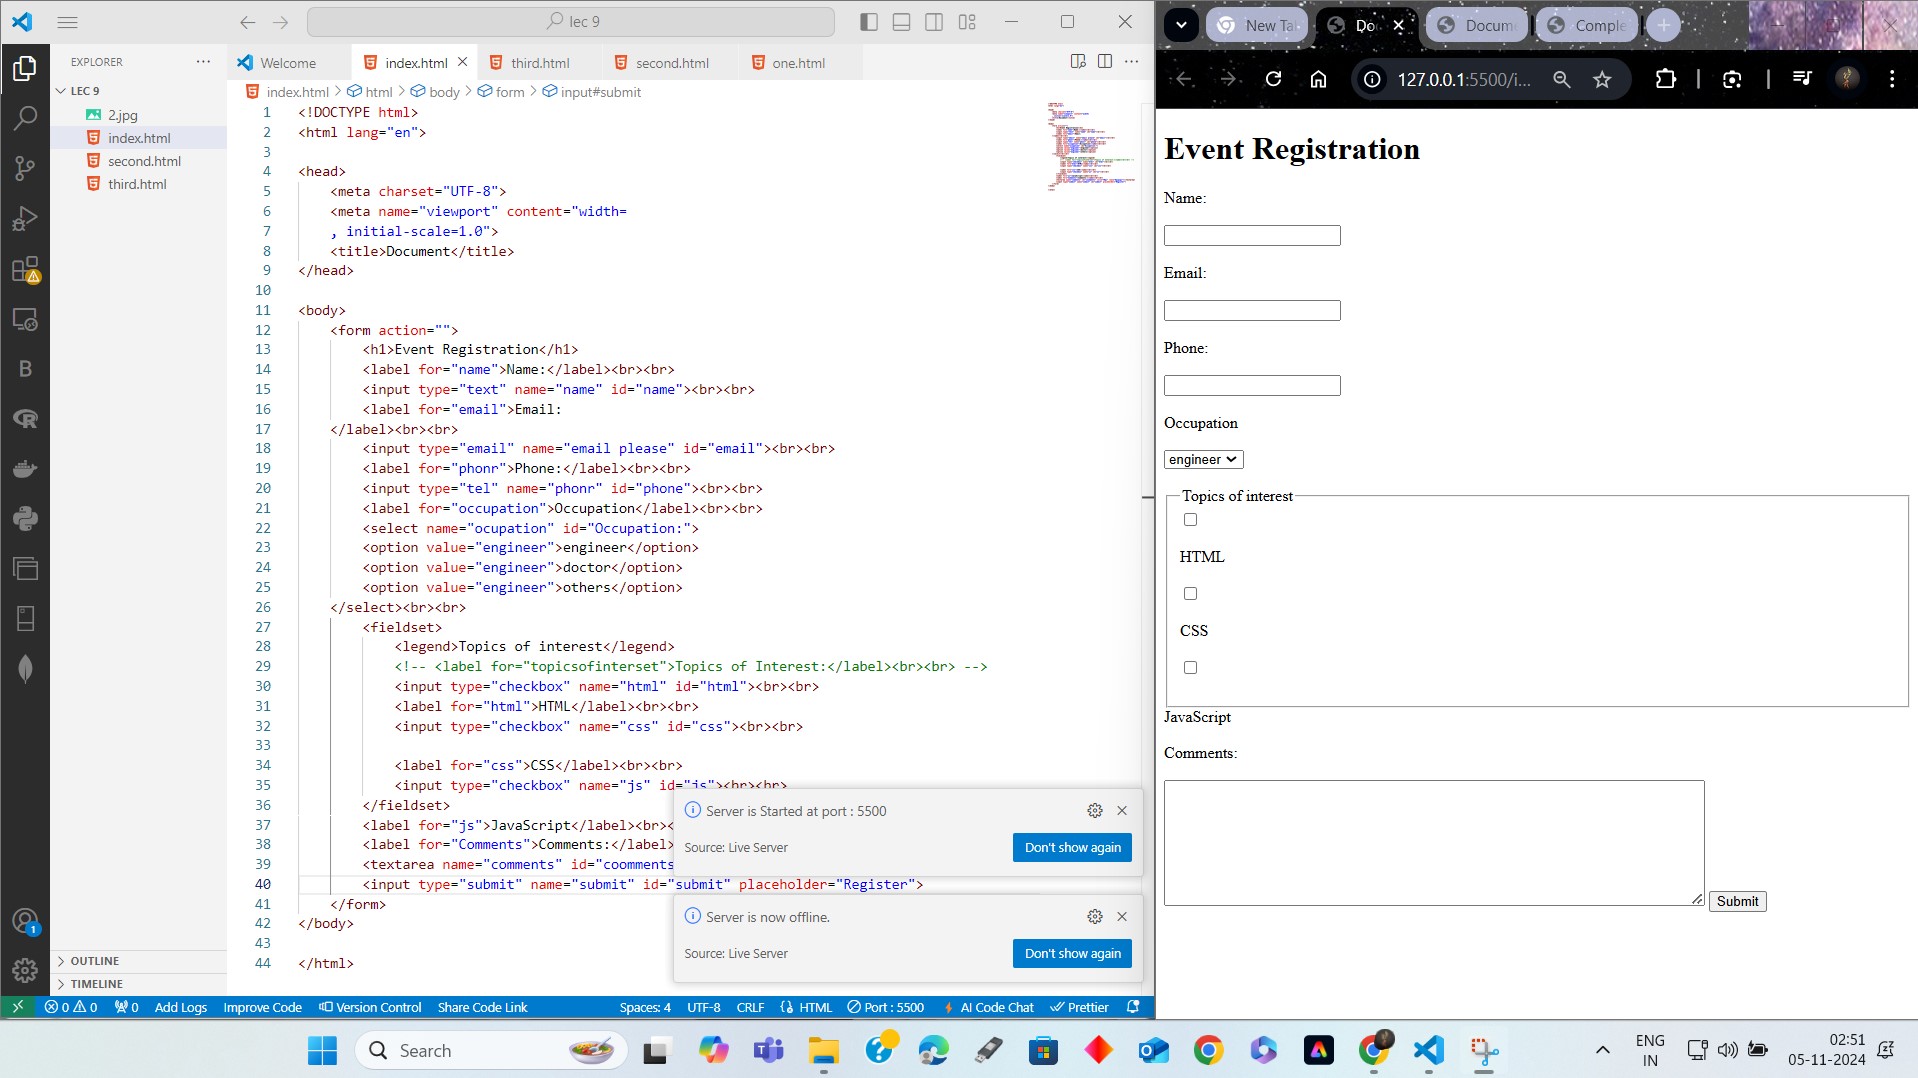 lec 9
EXPLORER
LEC 9
2.jpg
index.html
second.html
third.html
OUTLINE
TIMELINE
Welcome
index.html
third.html
second.html
one.html
index.html > html > body > form > input#submit
1 <!DOCTYPE html>
2 <html lang="en">
3
4 <head>
5 <meta charset="UTF-8">
6 <meta name="viewport" content="width=
7 , initial-scale=1.0">
8 <title>Document</title>
9 </head>
10
11 <body>
12 <form action="">
13 <h1>Event Registration</h1>
14 <label for="name">Name:</label><br><br>
15 <input type="text" name="name" id="name"><br><br>
16 <label for="email">Email:
17 </label><br><br>
18 <input type="email" name="email please" id="email"><br><br>
19 <label for="phonr">Phone:</label><br><br>
20 <input type="tel" name="phonr" id="phone"><br><br>
21 <label for="occupation">Occupation</label><br><br>
22 <select name="ocupation" id="Occupation:">
23 <option value="engineer">engineer</option>
24 <option value="engineer">doctor</option>
25 <option value="engineer">others</option>
26 </select><br><br>
27 <fieldset>
28 <legend>Topics of interest</legend>
29 <!-- <label for="topicsofinterset">Topics of Interest:</label><br><br> -->
30 <input type="checkbox" name="html" id="html"><br><br>
31 <label for="html">HTML</label><br><br>
32 <input type="checkbox" name="css" id="css"><br><br>
33
34 <label for="css">CSS</label><br><br>
35 <input type="checkbox" name="js" id="js"><br><br>
36 </fieldset>
37 <label for="js">JavaScript</label><br><
38 <label for="Comments">Comments:</label>
39 <textarea name="comments" id="cooomments
40 <input type="submit" name="submit" id="submit" placeholder="Register">
41 </form>
42 </body>
43
44 </html>
Server is Started at port : 5500
Source: Live Server
Don't show again
Server is now offline.
Source: Live Server
Don't show again
0 0 0 Add Logs Improve Code Version Control Share Code Link
Spaces: 4 UTF-8 CRLF HTML Port : 5500 AI Code Chat Prettier
New Ta
Do
Docum
Comple
127.0.0.1:5500/i...
Event Registration
Name:
Email:
Phone:
Occupation
engineer
Topics of interest
HTML
CSS
JavaScript
Comments:
Submit
Search
ENG
IN
02:51
05-11-2024